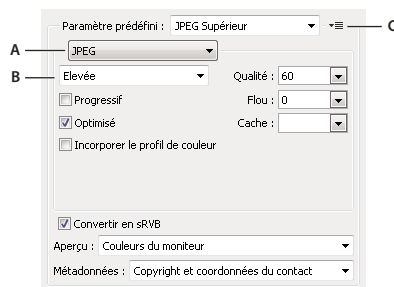 Paramètre prédéfini : JPEG Supérieur C
A JPEG
B Elevée Qualité : 60
Progressif Flou : 0
Optimisé Cache :
Incorporer le profil de couleur
Convertir en sRVB
Aperçu : Couleurs du moniteur
Métadonnées : Copyright et coordonnées du contact